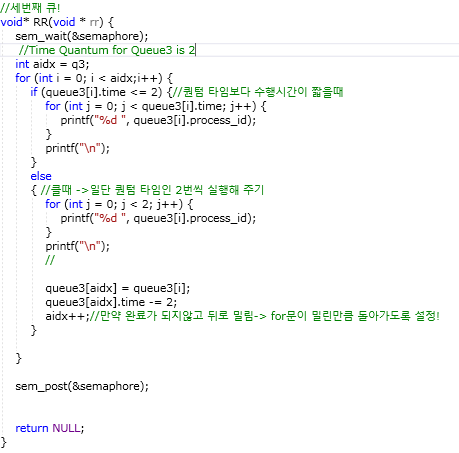 //세번째 큐!
void* RR(void * rr) {
sem_wait(&semaphore);
//Time Quantum for Queue3 is 2
int aidx = q3;
for (int i = 0; i < aidx;i++) {
if (queue3[i].time <= 2) {//퀀텀 타임보다 수행시간이 짧을때
for (int j = 0; j < queue3[i].time; j++) {
printf("%d ", queue3[i].process_id);
}
printf("\n");
}
else
{ //클때 ->일단 퀀텀 타임인 2번씩 실행해 주기
for (int j = 0; j < 2; j++) {
printf("%d ", queue3[i].process_id);
}
printf("\n");
//
queue3[aidx] = queue3[i];
queue3[aidx].time -= 2;
aidx++;//만약 완료가 되지않고 뒤로 밀림-> for문이 밀린만큼 돌아가도록 설정!
}
}
sem_post(&semaphore);
return NULL;
}